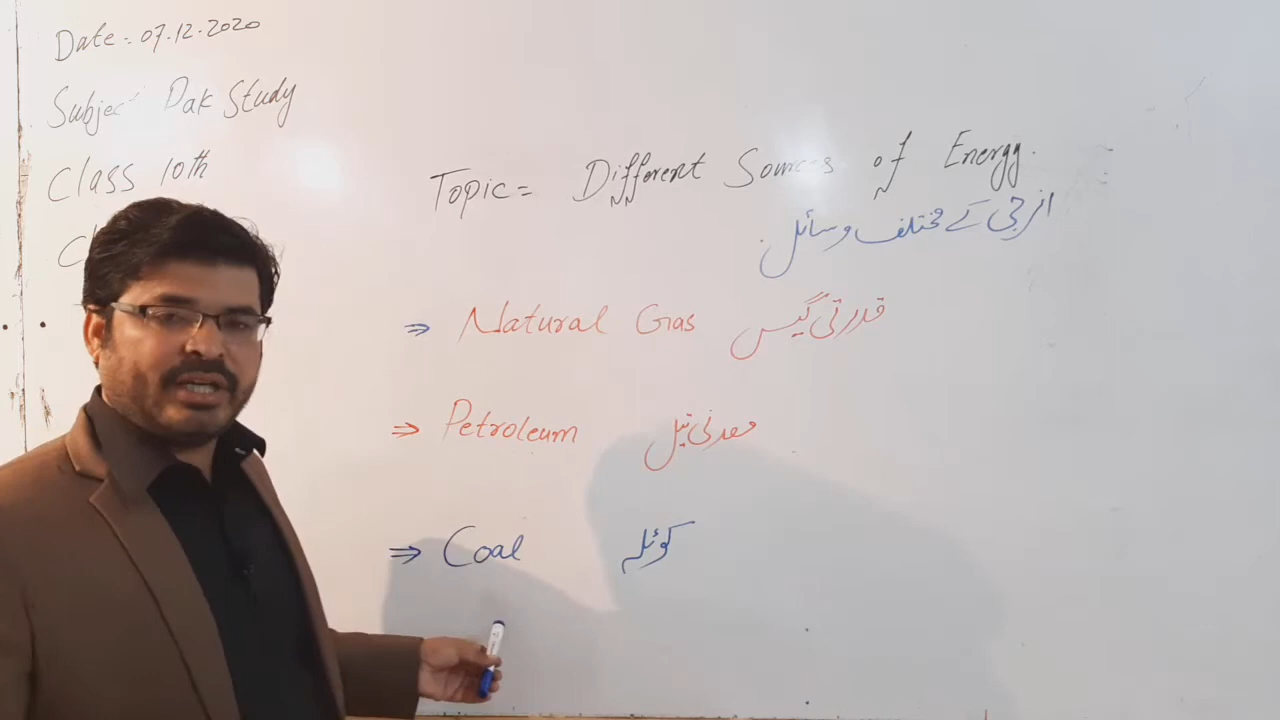 Date:- 07.12.2020
Subject Pak Study
Class 10th
Topic= Different Sources of Energy.
انرجی کے مختلف وسائل.
⇒ Natural Gas قدرتی گیس
⇒ Petroleum معدنی تیل
⇒ Coal کوئلہ